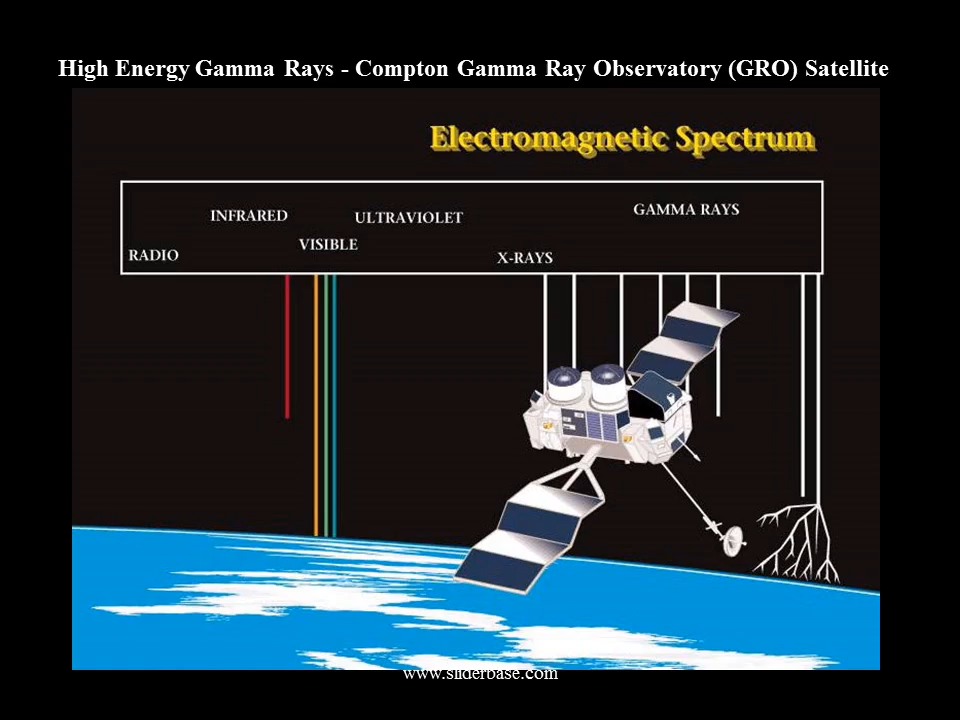 High Energy Gamma Rays - Compton Gamma Ray Observatory (GRO) Satellite
Electromagnetic Spectrum
RADIO
INFRARED
VISIBLE
ULTRAVIOLET
X-RAYS
GAMMA RAYS
www.sliderbase.com